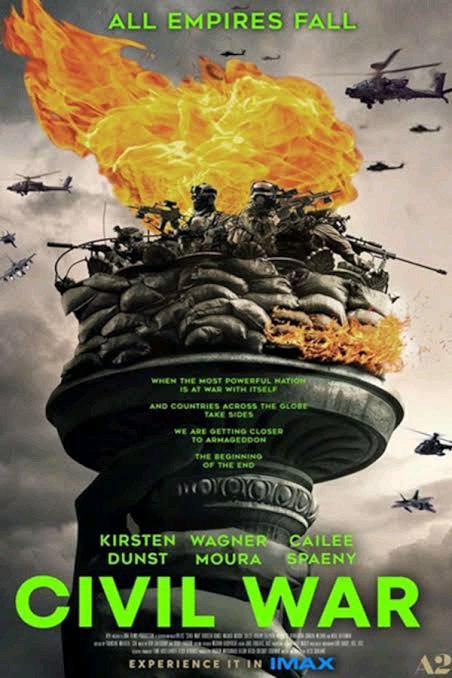 ALL EMPIRES FALL
WHEN THE MOST POWERFUL NATION
IS AT WAR WITH ITSELF
AND COUNTRIES ACROSS THE GLOBE
TAKE SIDES
WE ARE GETTING CLOSER
TO ARMAGEDDON
THE BEGINNING
OF THE END
KIRSTEN WAGNER CAILEE
DUNST MOURA SPAENY
CIVIL WAR
EXPERIENCE IT IN IMAX
A2